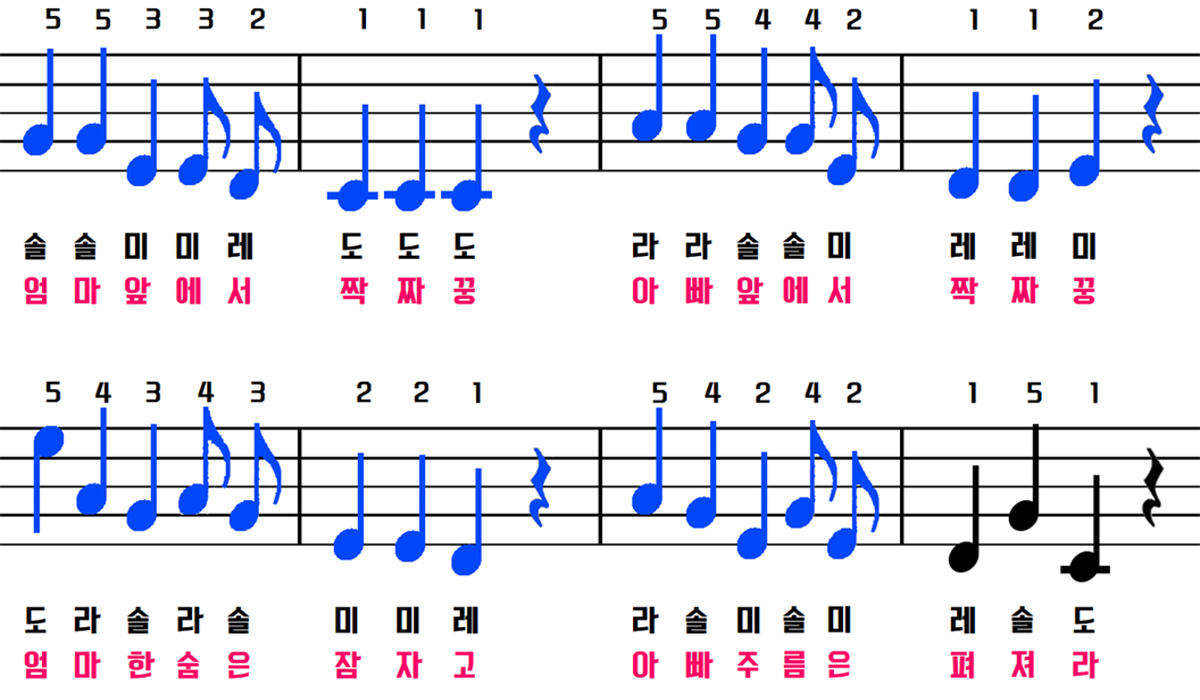 5 5 3 3 2 1 1 1 5 5 4 4 2 1 1 2
솔 솔 미 미 레 도 도 도 라 라 솔 솔 미 레 레 미
엄 마 앞 에 서 짝 짜 꿍 아 빠 앞 에 서 짝 짜 꿍
5 4 3 4 3 2 2 1 5 4 2 4 2 1 5 1
도 라 솔 라 솔 미 미 레 라 솔 미 솔 미 레 솔 도
엄 마 한 숨 은 잠 자 고 아 빠 주 름 은 펴 져 라